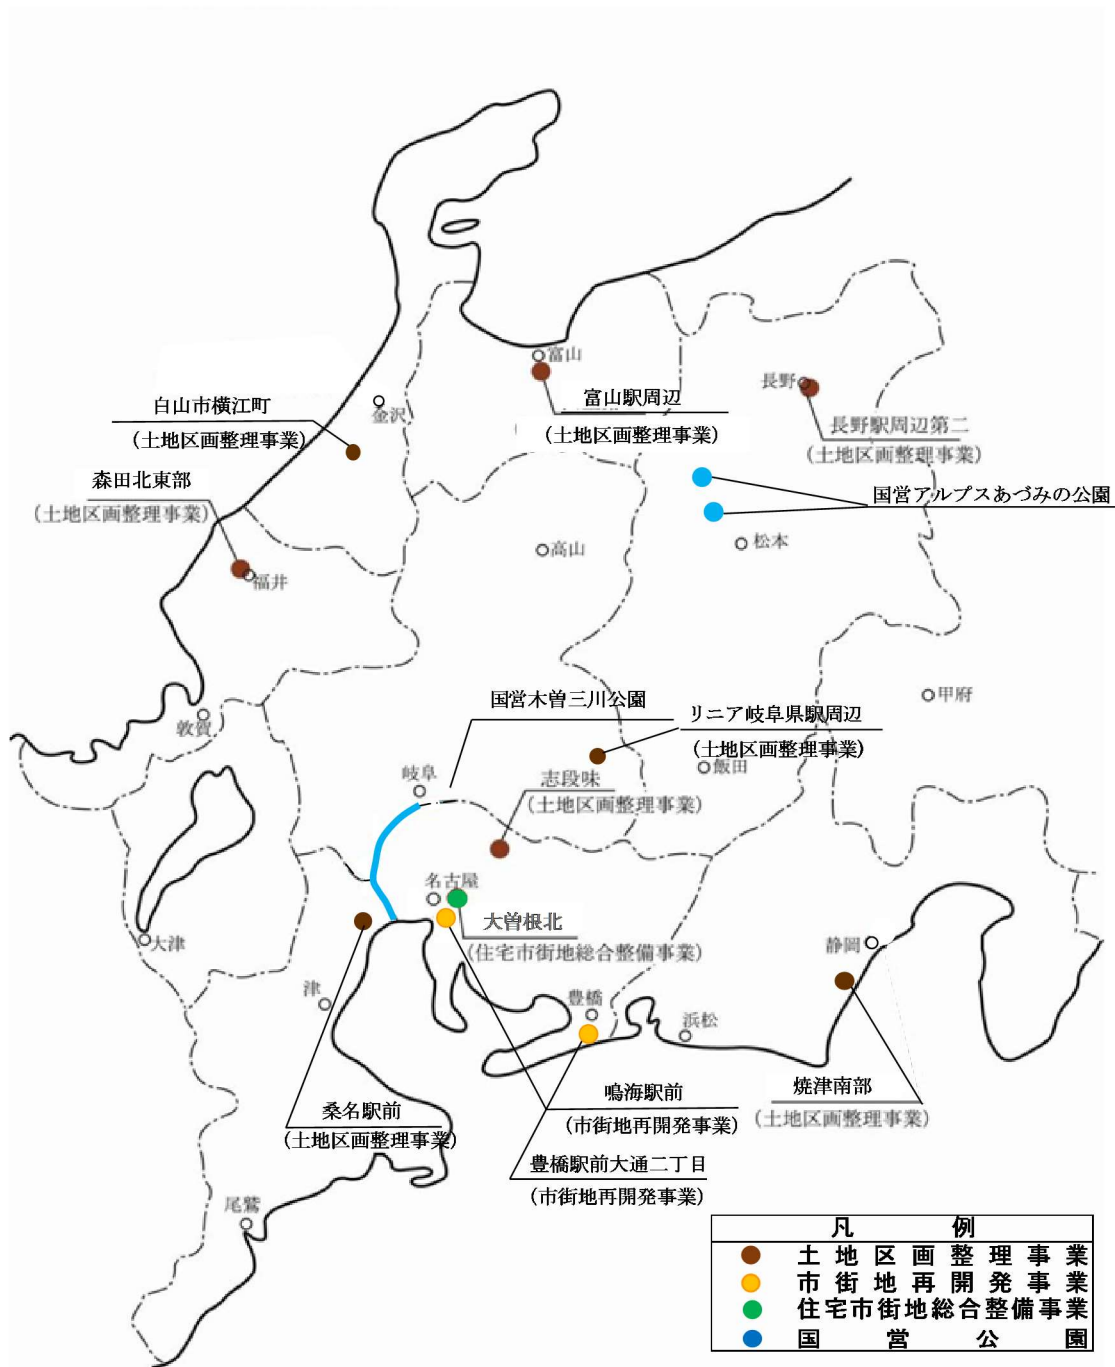 富山
白山市横江町
(土地区画整理事業)
金沢
富山駅周辺
(土地区画整理事業)
長野
長野駅周辺第二
(土地区画整理事業)
森田北東部
(土地区画整理事業)
国営アルプスあづみの公園
松本
高山
福井
国営木曽三川公園
リニア岐阜県駅周辺
(土地区画整理事業)
甲府
敦賀
飯田
岐阜
志段味
(土地区画整理事業)
名古屋
大曽根北
(住宅市街地総合整備事業)
大津
静岡
津
豊橋
浜松
鳴海駅前
(市街地再開発事業)
焼津南部
(土地区画整理事業)
桑名駅前
(土地区画整理事業)
豊橋駅前大通二丁目
(市街地再開発事業)
尾鷲
凡例
土地区画整理事業
市街地再開発事業
住宅市街地総合整備事業
国営公園